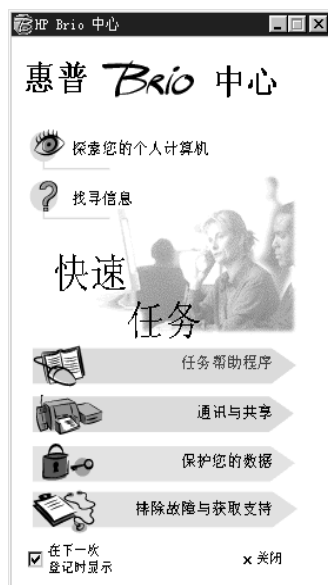 HP Brio 中心
惠普 Brio 中心
探索您的个人计算机
找寻信息
快速
任务
任务帮助程序
通讯与共享
保护您的数据
排除故障与获取支持
在下一次
登记时显示
× 关闭